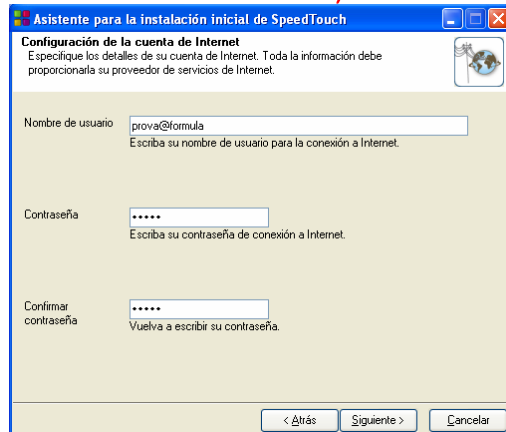 Asistente para la instalación inicial de SpeedTouch
Configuración de la cuenta de Internet
Especifique los detalles de su cuenta de Internet. Toda la información debe
proporcionarla su proveedor de servicios de Internet.
Nombre de usuario
prova@formula
Escriba su nombre de usuario para la conexión a Internet.
Contraseña
•••••
Escriba su contraseña de conexión a Internet.
Confirmar
contraseña
•••••
Vuelva a escribir su contraseña.
< Atrás
Siguiente >
Cancelar